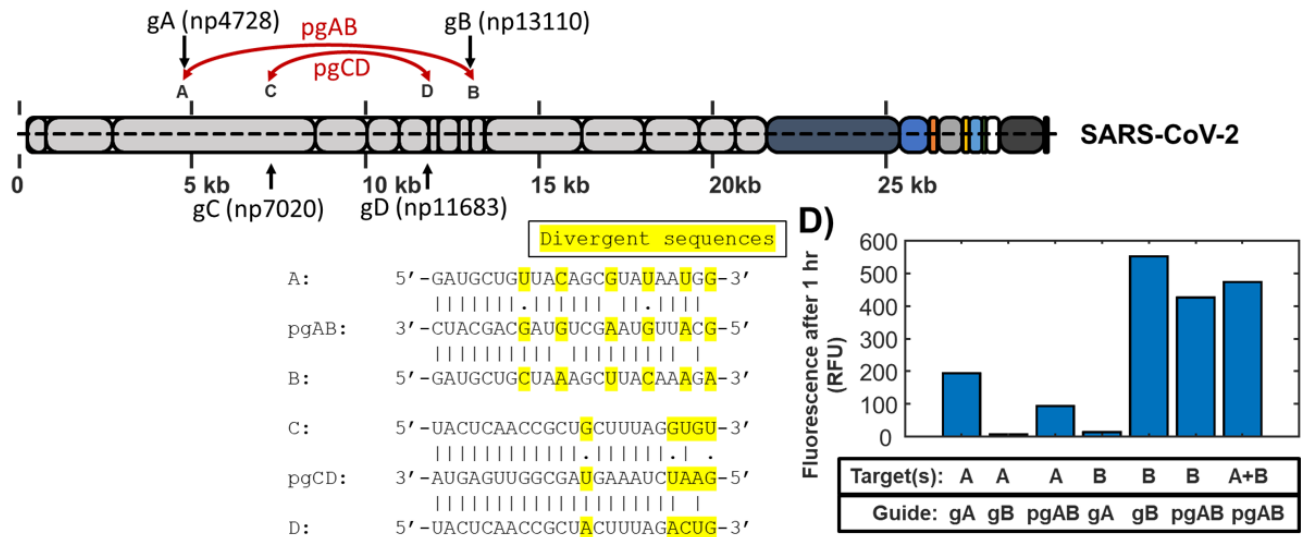 gA (np4728)
pgAB
gB (np13110)
pgCD
A
C
D
B
SARS-CoV-2
0
5 kb
10 kb
15 kb
20kb
25 kb
gC (np7020)
gD (np11683)
Divergent sequences
A: 5’-GAUGCUGUUACAGCGUAUAAUGG-3’
pgAB: 3’-CUACGACGAUGUCGAAUGUUACG-5’
B: 5’-GAUGCUGCUAAAGCUUACAAAGA-3’
C: 5’-UACUCAACCGCUGCUUUAGGUGU-3’
pgCD: 3’-AUGAGUUGGCGAUGAAAUCUAAG-5’
D: 5’-UACUCAACCGCUACUUUAGACUG-3’
D)
Fluorescence after 1 hr
(RFU)
600
500
400
300
200
100
0
Target(s): A A A B B B A+B
Guide: gA gB pgAB gA gB pgAB pgAB